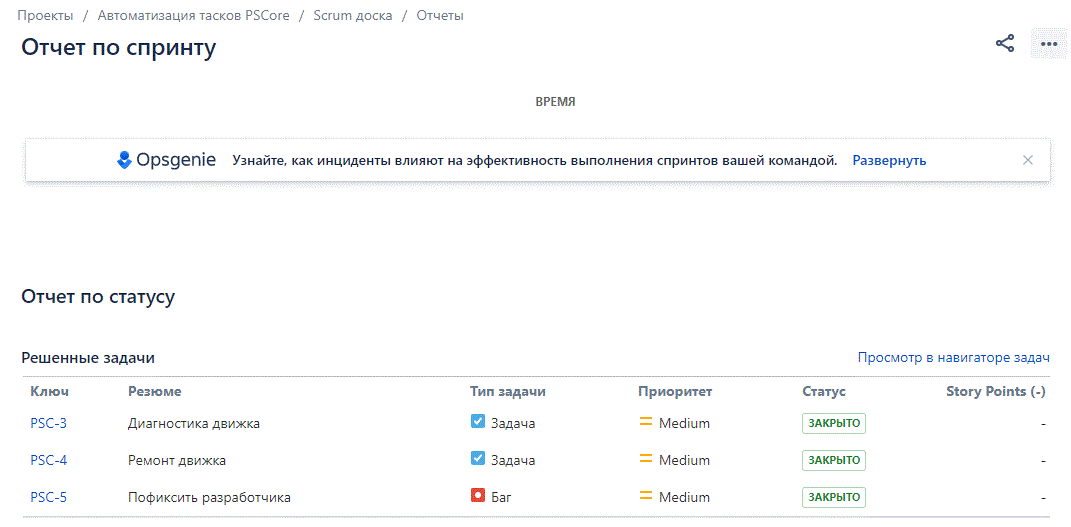 Проекты / Автоматизация тасков PSCore / Scrum доска / Отчеты
Отчет по спринту
ВРЕМЯ
Opsgenie Узнайте, как инциденты влияют на эффективность выполнения спринтов вашей командой. Развернуть
Отчет по статусу
Решенные задачи Просмотр в навигаторе задач
Ключ Резюме Тип задачи Приоритет Статус Story Points (-)
PSC-3 Диагностика движка Задача Medium ЗАКРЫТО -
PSC-4 Ремонт движка Задача Medium ЗАКРЫТО -
PSC-5 Пофиксить разработчика Баг Medium ЗАКРЫТО -